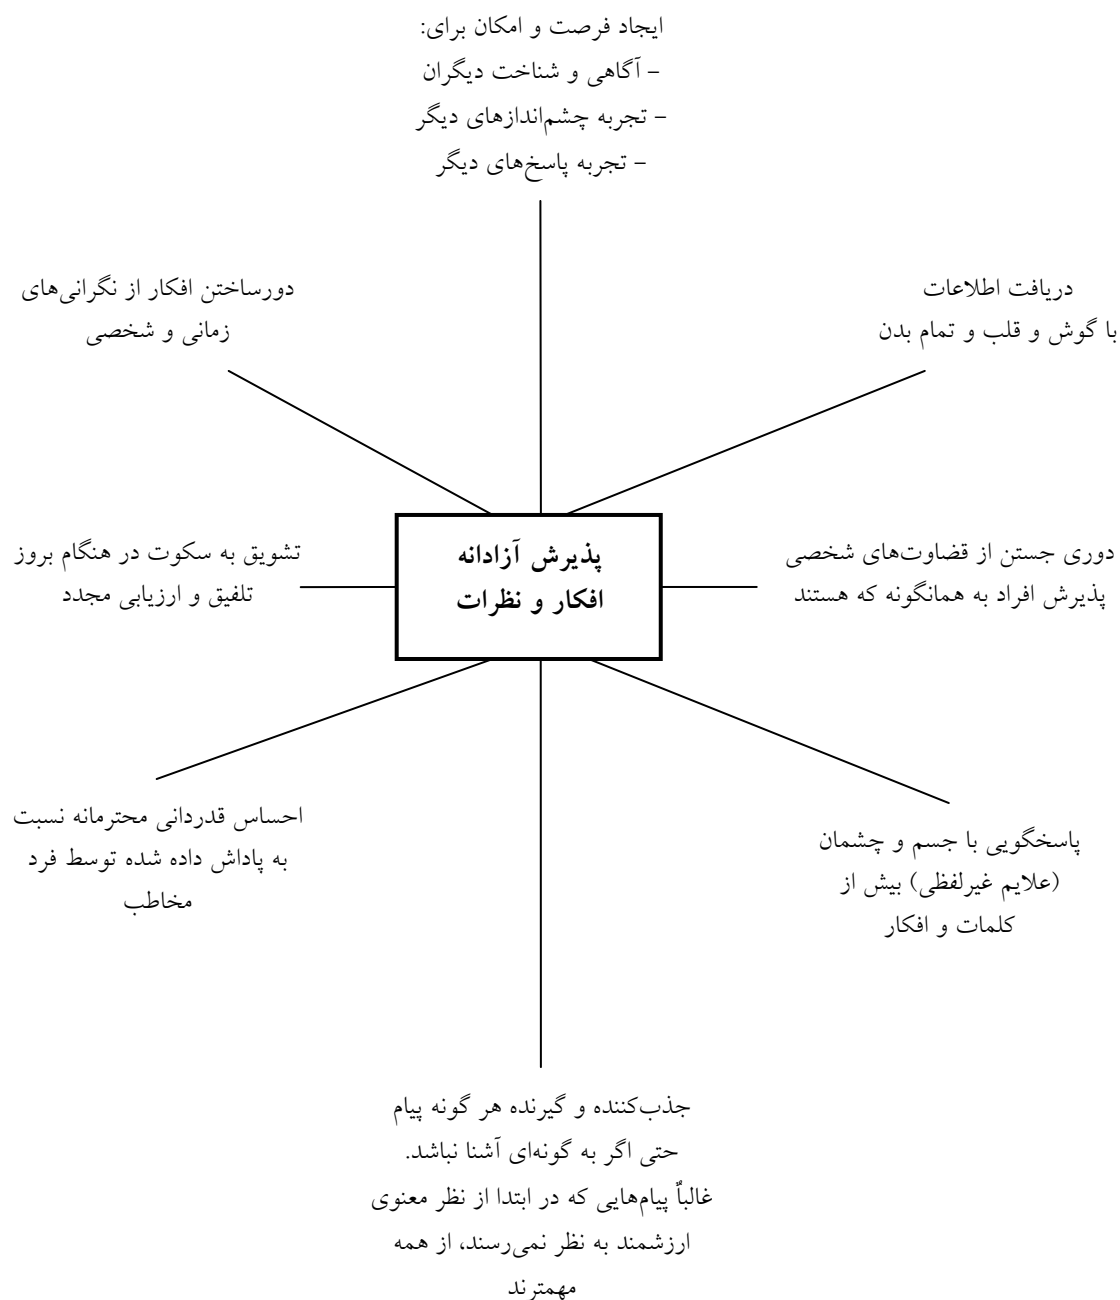 ایجاد فرصت و امکان برای:
– آگاهی و شناخت دیگران
– تجربه چشم‌اندازهای دیگر
– تجربه پاسخ‌های دیگر
دریافت اطلاعات
با گوش و قلب و تمام بدن
دورساختن افکار از نگرانی‌های
زمانی و شخصی
پذیرش آزادانه
افکار و نظرات
دوری جستن از قضاوت‌های شخصی
پذیرش افراد به همانگونه که هستند
تشویق به سکوت در هنگام بروز
تلفیق و ارزیابی مجدد
پاسخگویی با جسم و چشمان
(علایم غیرلفظی) بیش از
کلمات و افکار
احساس قدردانی محترمانه نسبت
به پاداش داده شده توسط فرد
مخاطب
جذب‌کننده و گیرنده هر گونه پیام
حتی اگر به گونه‌ای آشنا نباشد.
غالباٌ پیام‌هایی که در ابتدا از نظر معنوی
ارزشمند به نظر نمی‌رسند، از همه
مهمترند